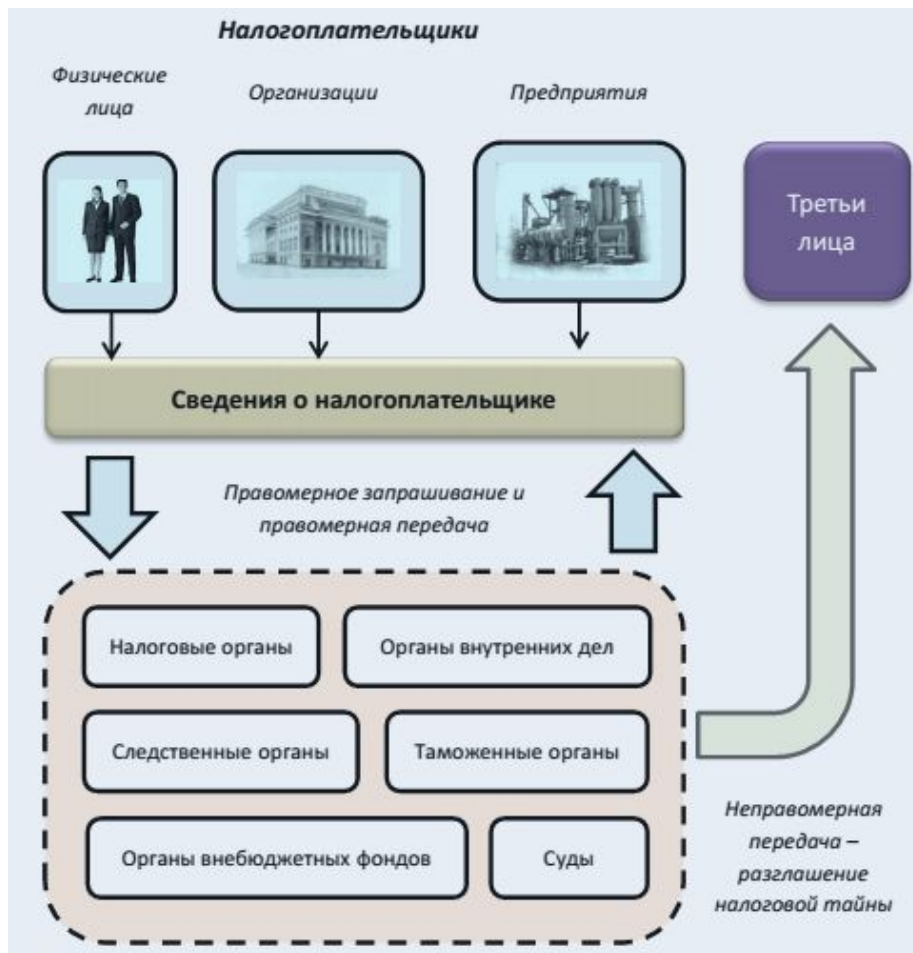 Налогоплательщики
Физические
лица
Организации
Предприятия
Третьи
лица
Сведения о налогоплательщике
Правомерное запрашивание и
правомерная передача
Налоговые органы
Органы внутренних дел
Следственные органы
Таможенные органы
Органы внебюджетных фондов
Суды
Неправомерная
передача –
разглашение
налоговой тайны